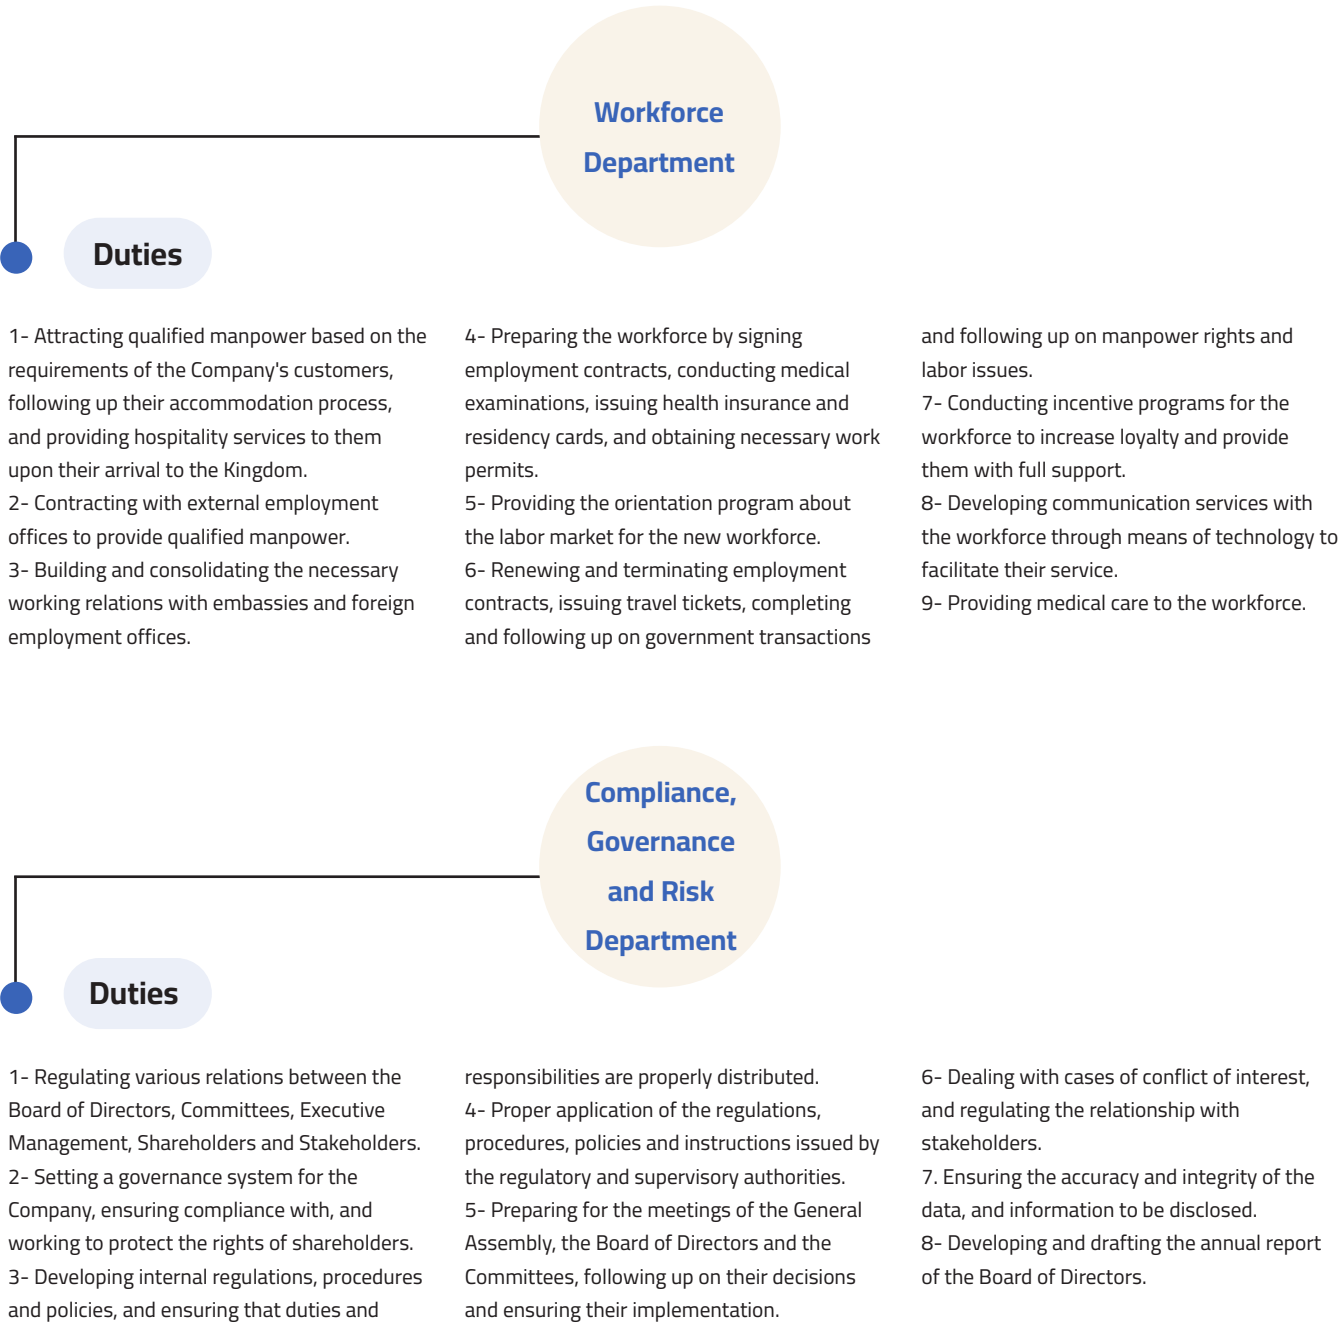 Workforce
Department
Duties
1- Attracting qualified manpower based on the
requirements of the Company's customers,
following up their accommodation process,
and providing hospitality services to them
upon their arrival to the Kingdom.
2- Contracting with external employment
offices to provide qualified manpower.
3- Building and consolidating the necessary
working relations with embassies and foreign
employment offices.
4- Preparing the workforce by signing
employment contracts, conducting medical
examinations, issuing health insurance and
residency cards, and obtaining necessary work
permits.
5- Providing the orientation program about
the labor market for the new workforce.
6- Renewing and terminating employment
contracts, issuing travel tickets, completing
and following up on government transactions
and following up on manpower rights and
labor issues.
7- Conducting incentive programs for the
workforce to increase loyalty and provide
them with full support.
8- Developing communication services with
the workforce through means of technology to
facilitate their service.
9- Providing medical care to the workforce.
Compliance,
Governance
and Risk
Department
Duties
1- Regulating various relations between the
Board of Directors, Committees, Executive
Management, Shareholders and Stakeholders.
2- Setting a governance system for the
Company, ensuring compliance with, and
working to protect the rights of shareholders.
3- Developing internal regulations, procedures
and policies, and ensuring that duties and
responsibilities are properly distributed.
4- Proper application of the regulations,
procedures, policies and instructions issued by
the regulatory and supervisory authorities.
5- Preparing for the meetings of the General
Assembly, the Board of Directors and the
Committees, following up on their decisions
and ensuring their implementation.
6- Dealing with cases of conflict of interest,
and regulating the relationship with
stakeholders.
7. Ensuring the accuracy and integrity of the
data, and information to be disclosed.
8- Developing and drafting the annual report
of the Board of Directors.